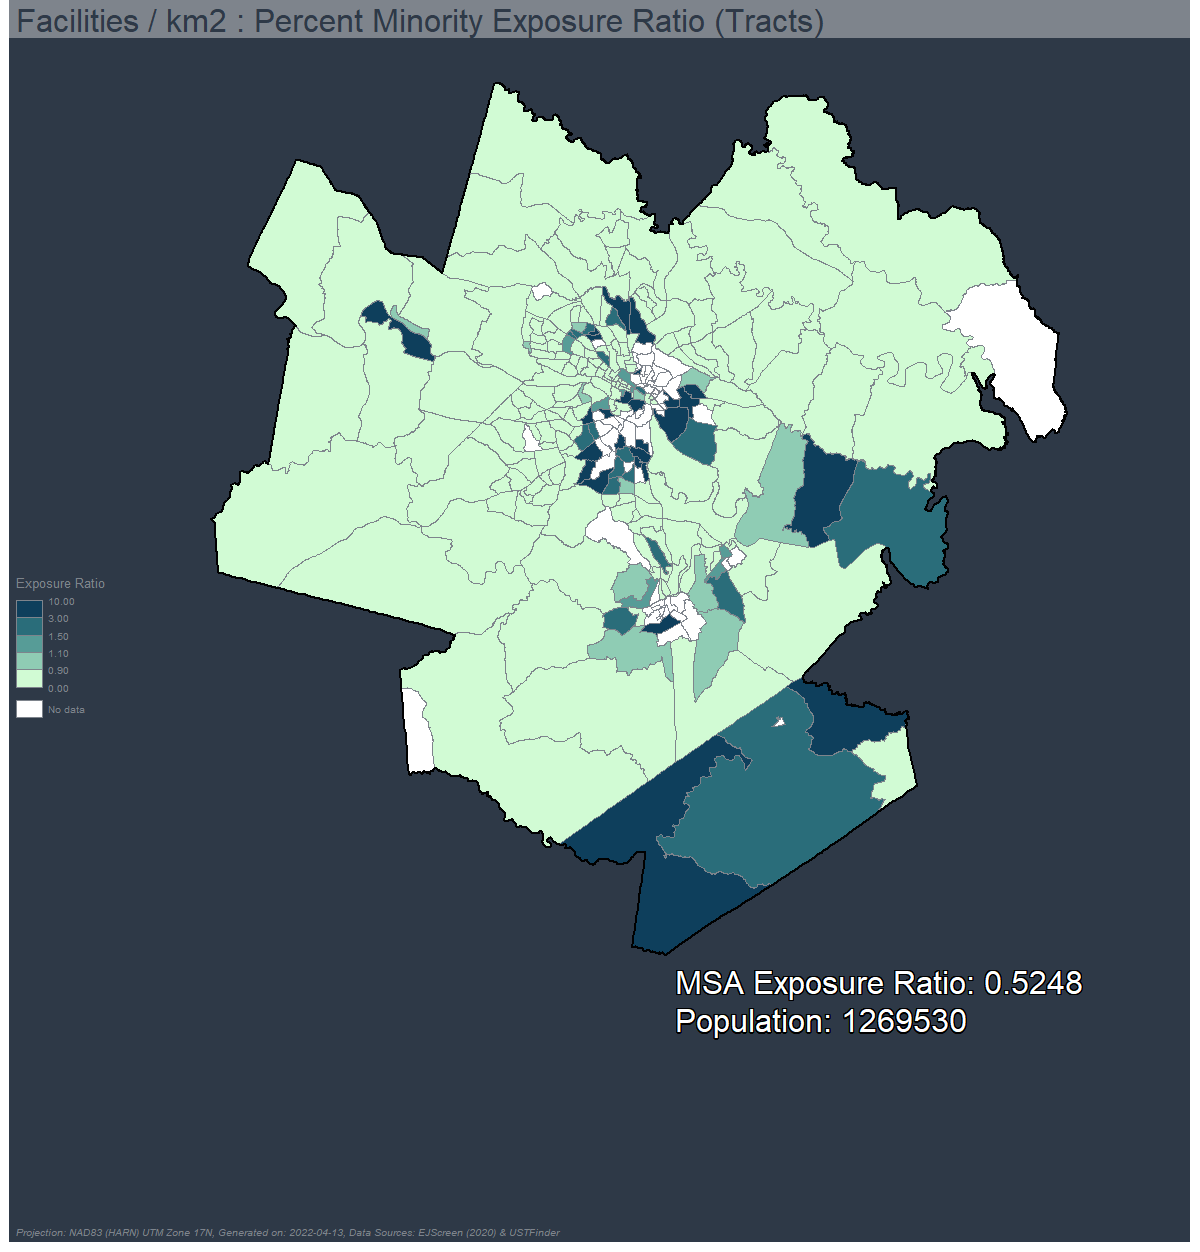 Facilities / km2 : Percent Minority Exposure Ratio (Tracts)
Exposure Ratio
10.00
3.00
1.50
1.10
0.90
0.00
No data
MSA Exposure Ratio: 0.5248
Population: 1269530
Projection: NAD83 (HARN) UTM Zone 17N, Generated on: 2022-04-13, Data Sources: EJScreen (2020) & USTFinder